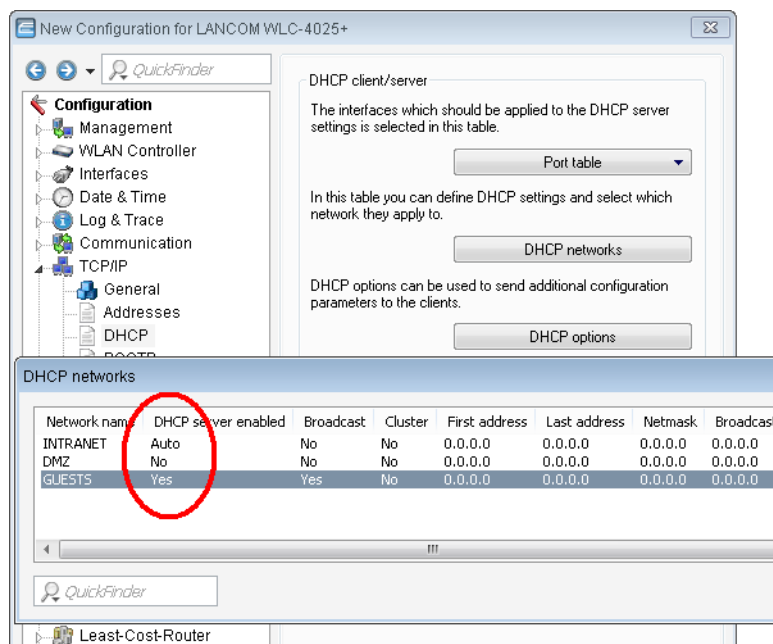 New Configuration for LANCOM WLC-4025+
QuickFinder
Configuration
Management
WLAN Controller
Interfaces
Date & Time
Log & Trace
Communication
TCP/IP
General
Addresses
DHCP
DHCP client/server
The interfaces which should be applied to the DHCP server
settings is selected in this table.
Port table
In this table you can define DHCP settings and select which
network they apply to.
DHCP networks
DHCP options can be used to send additional configuration
parameters to the clients.
DHCP options
DHCP networks
Network name DHCP server enabled Broadcast Cluster First address Last address Netmask Broadcast
INTRANET Auto No No 0.0.0.0 0.0.0.0 0.0.0.0 0.0.0.0
DMZ No No No 0.0.0.0 0.0.0.0 0.0.0.0 0.0.0.0
GUESTS Yes Yes No 0.0.0.0 0.0.0.0 0.0.0.0 0.0.0.0
QuickFinder
Least-Cost-Router